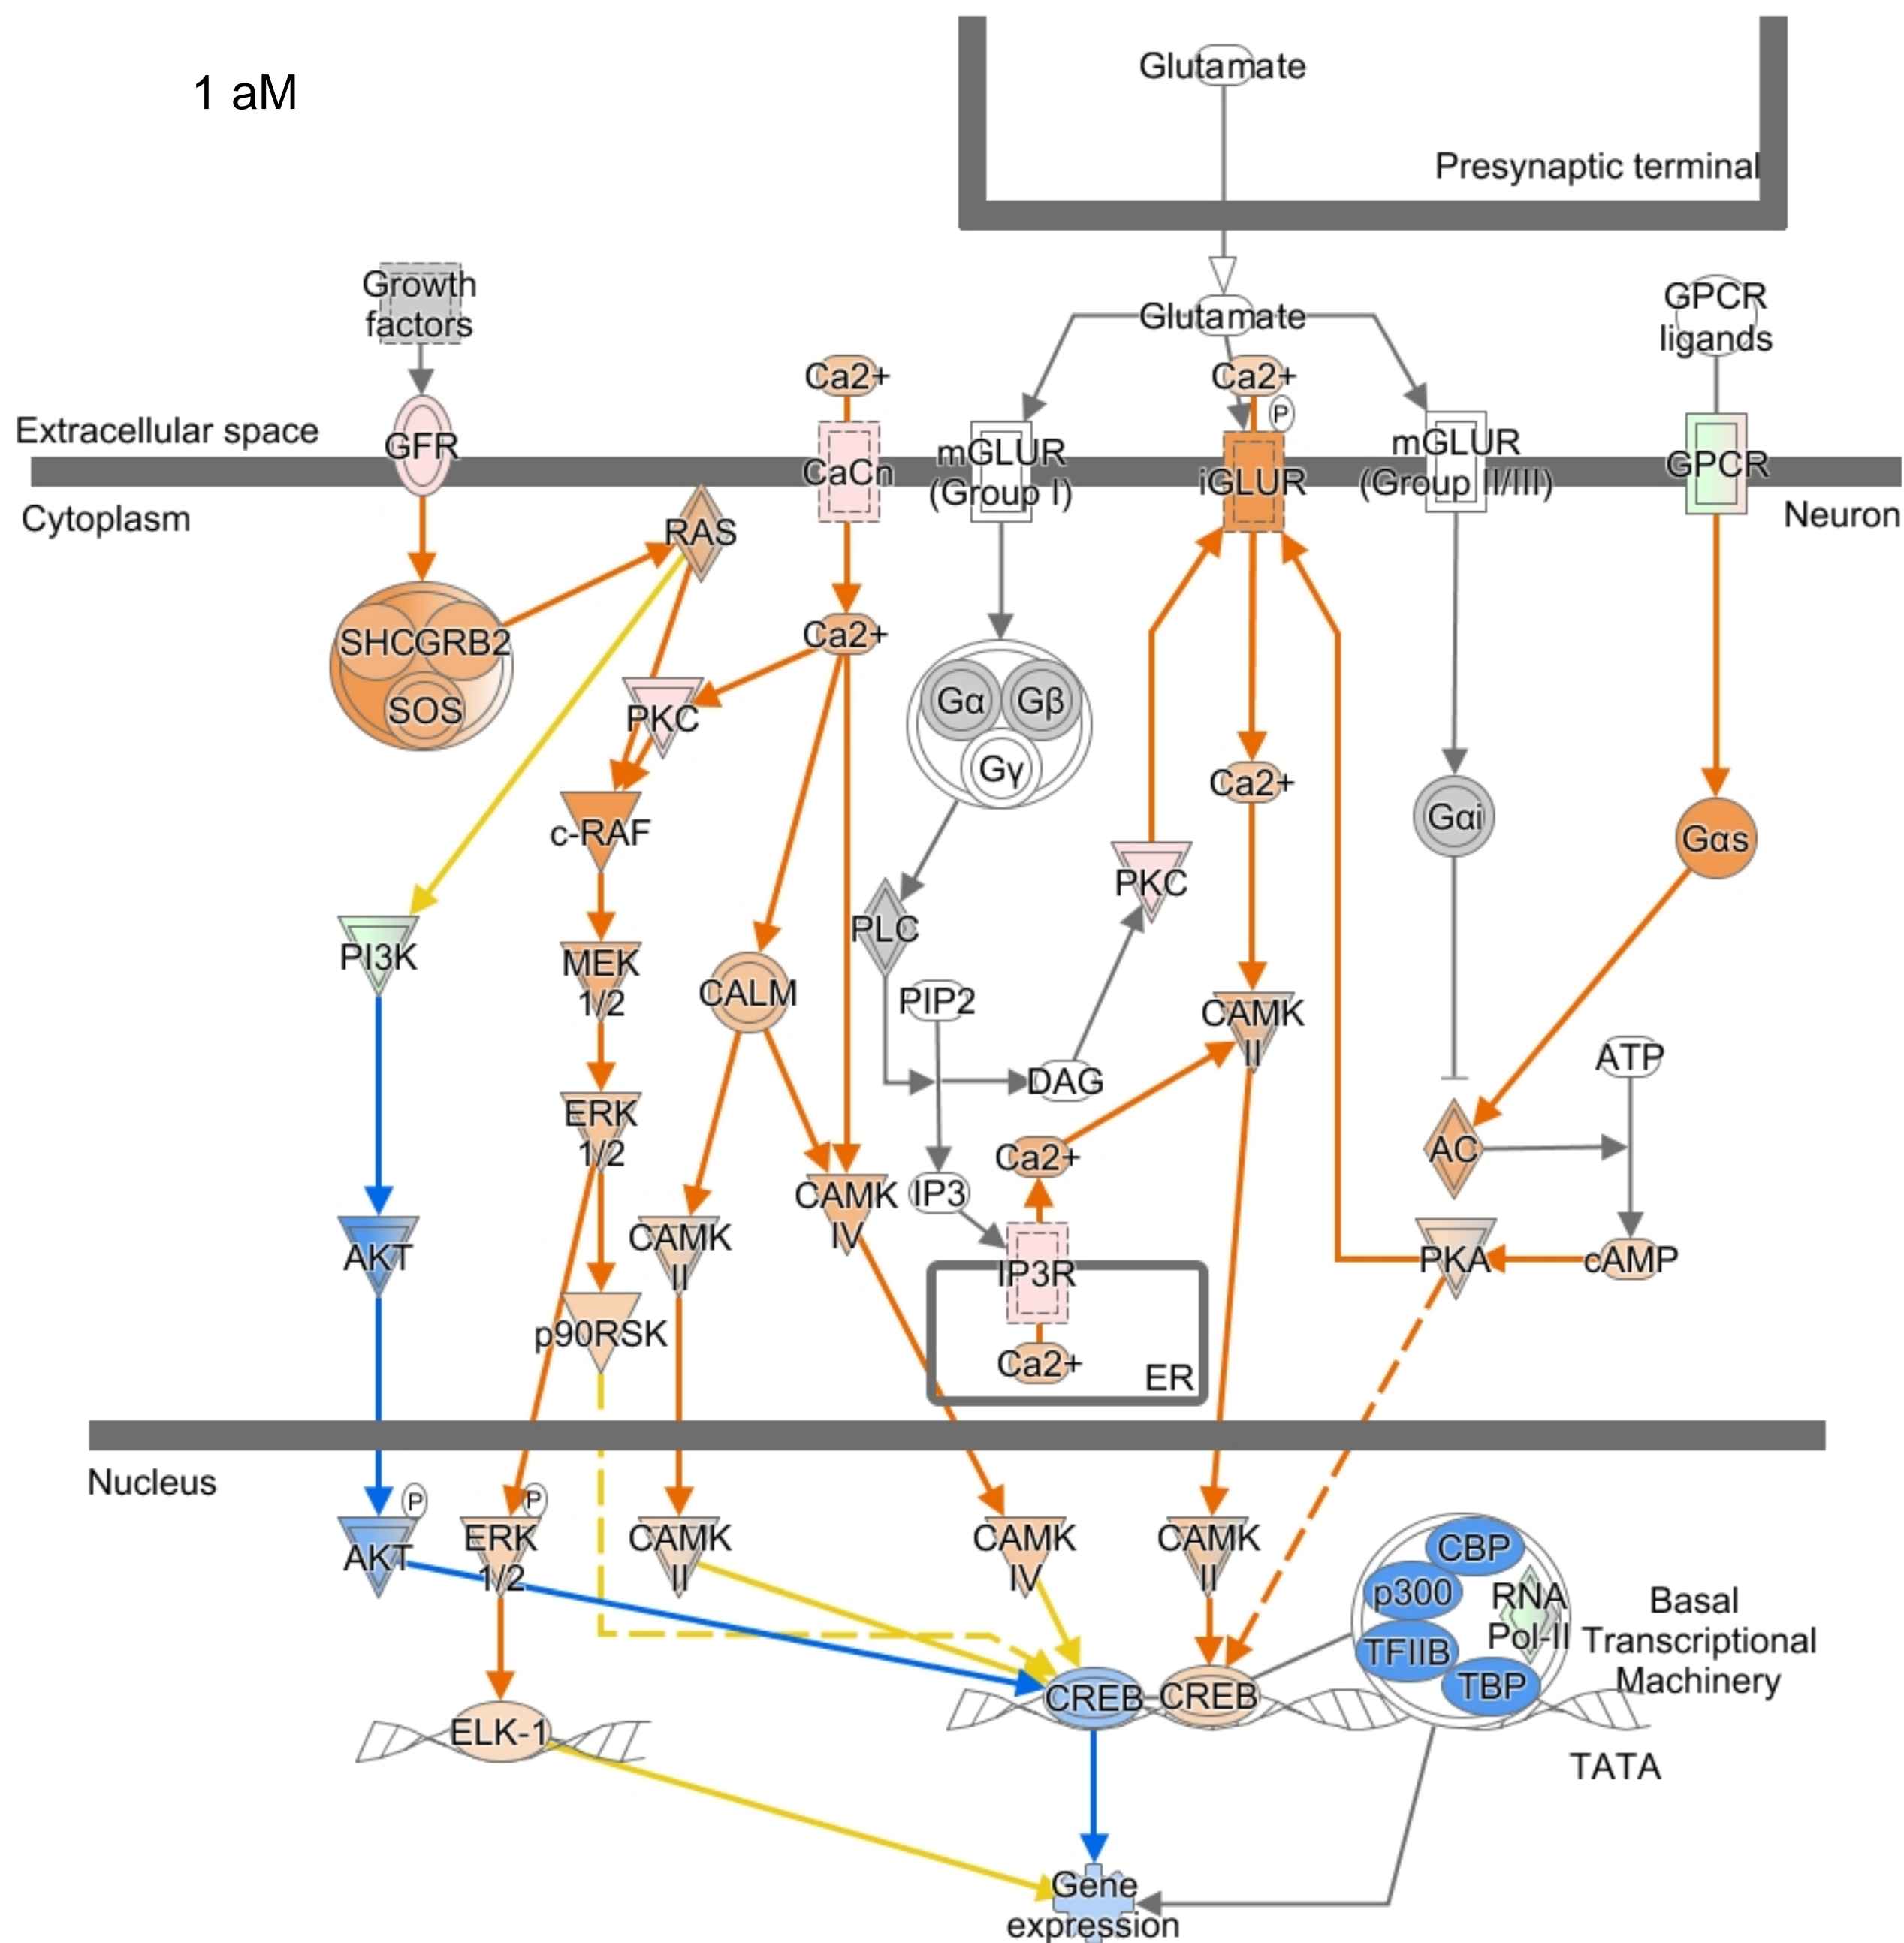 1 aM
Glutamate
Presynaptic terminal
Growth
factors
Glutamate
GPCR
ligands
Ca2+
Ca2+
P
Extracellular space
GFR
CaCn
mGLUR
(Group I)
iGLUR
mGLUR
(Group II/III)
GPCR
Cytoplasm
Neuron
RAS
SHC
GRB2
SOS
Ca2+
PKC
Gα
Gβ
Gγ
Ca2+
c-RAF
PKC
Gαi
Gαs
PI3K
MEK
1/2
CALM
PLC
PIP2
CAMK
II
DAG
ATP
ERK
1/2
Ca2+
AC
CAMK
IV
IP3
AKT
CAMK
II
IP3R
PKA
cAMP
p90RSK
Ca2+
ER
Nucleus
P
P
AKT
ERK
1/2
CAMK
II
CAMK
IV
CAMK
II
CBP
p300
RNA
Pol-II
TFIIB
TBP
Basal
Transcriptional
Machinery
CREB
CREB
ELK-1
TATA
Gene
expression